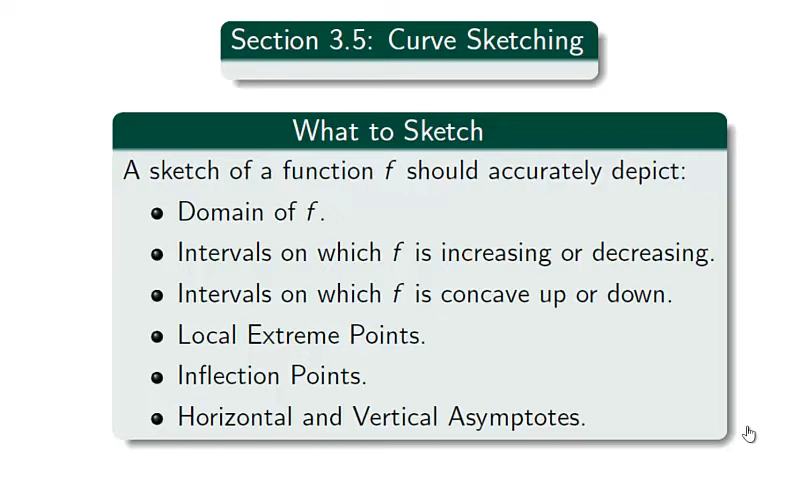 Section 3.5: Curve Sketching
What to Sketch
A sketch of a function f should accurately depict:
Domain of f.
Intervals on which f is increasing or decreasing.
Intervals on which f is concave up or down.
Local Extreme Points.
Inflection Points.
Horizontal and Vertical Asymptotes.